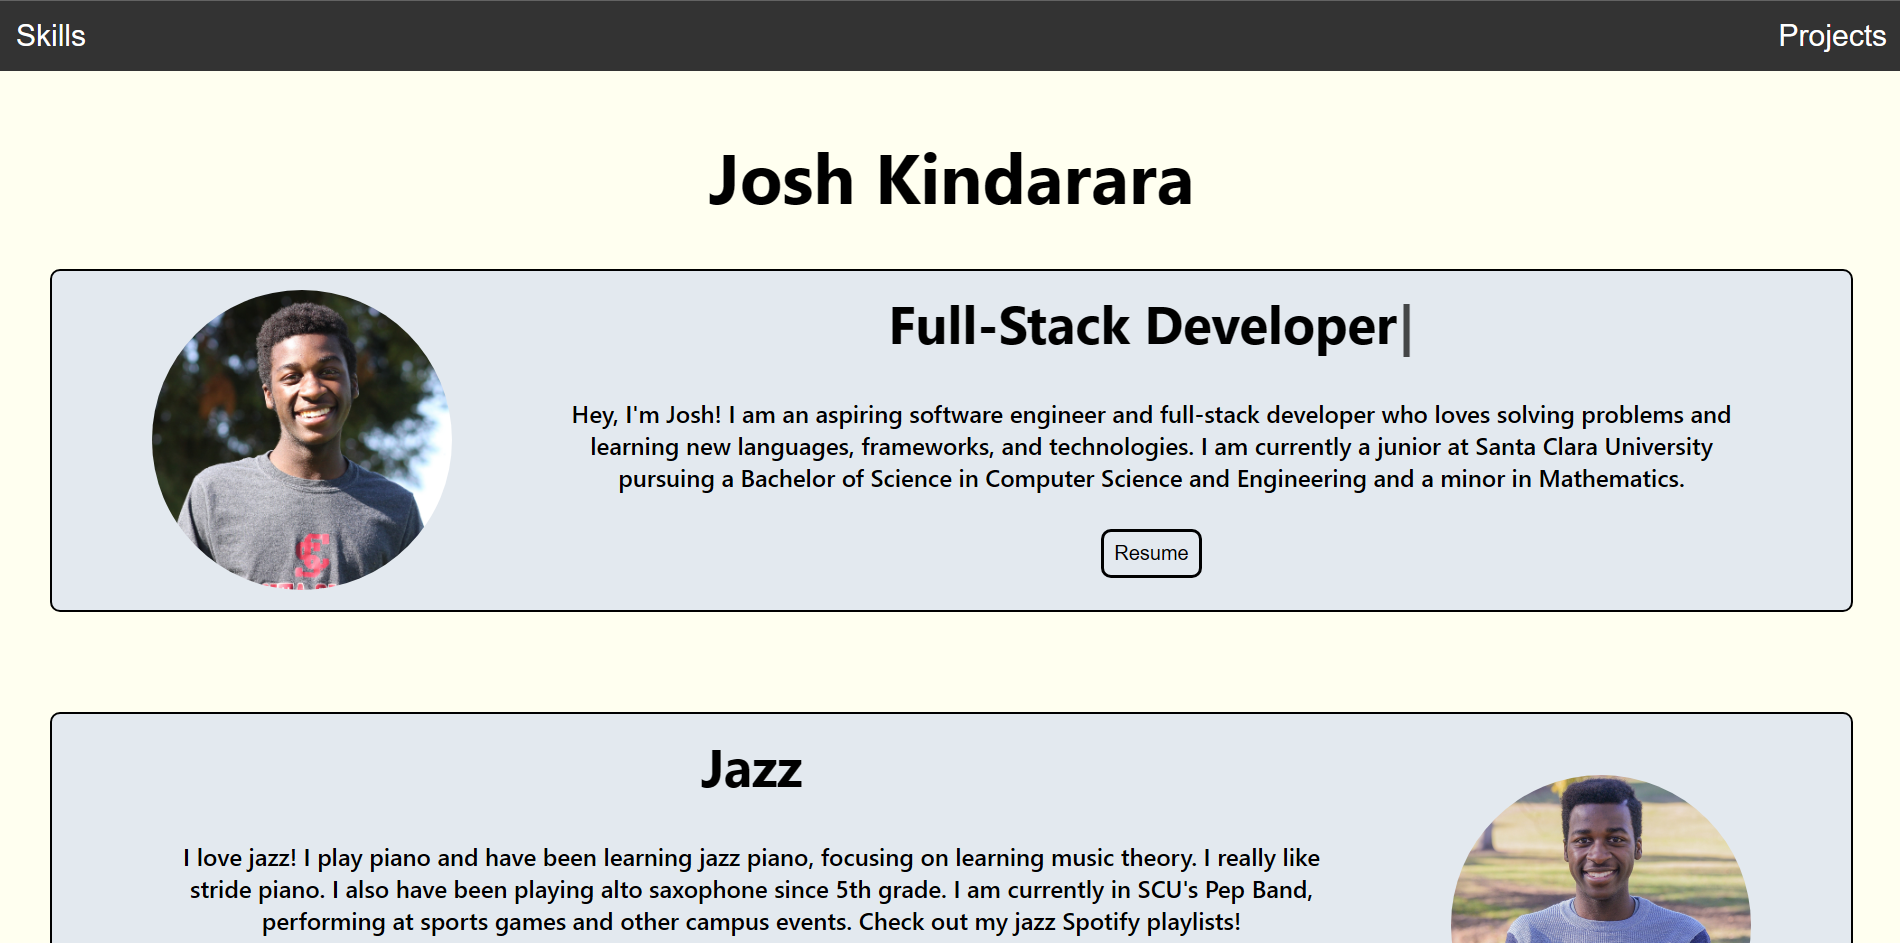 Skills
Projects
Josh Kindarara
Full-Stack Developer|
Hey, I'm Josh! I am an aspiring software engineer and full-stack developer who loves solving problems and
learning new languages, frameworks, and technologies. I am currently a junior at Santa Clara University
pursuing a Bachelor of Science in Computer Science and Engineering and a minor in Mathematics.
Resume
Jazz
I love jazz! I play piano and have been learning jazz piano, focusing on learning music theory. I really like
stride piano. I also have been playing alto saxophone since 5th grade. I am currently in SCU's Pep Band,
performing at sports games and other campus events. Check out my jazz Spotify playlists!